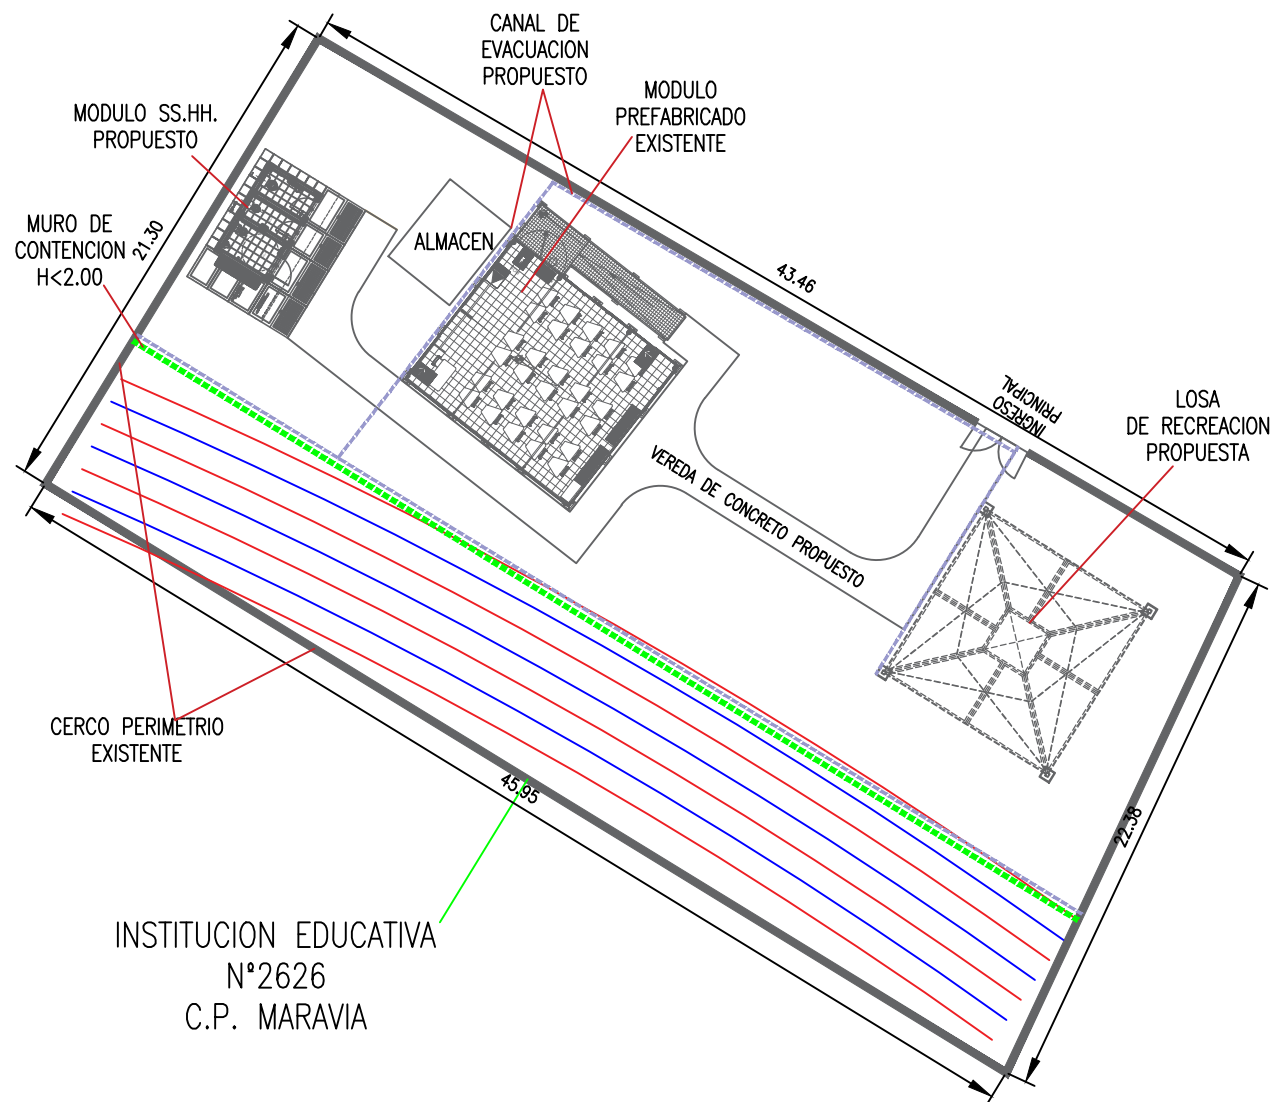 CANAL DE
EVACUACION
PROPUESTO
MODULO
PREFABRICADO
EXISTENTE
MODULO SS.HH.
PROPUESTO
MURO DE
CONTENCION
H<2.00
21.30
ALMACEN
43.46
INGRESO
PRINCIPAL
LOSA
DE RECREACION
PROPUESTA
VEREDA DE CONCRETO PROPUESTO
CERCO PERIMETRIO
EXISTENTE
45.95
22.38
INSTITUCION EDUCATIVA
Nº2626
C.P. MARAVIA